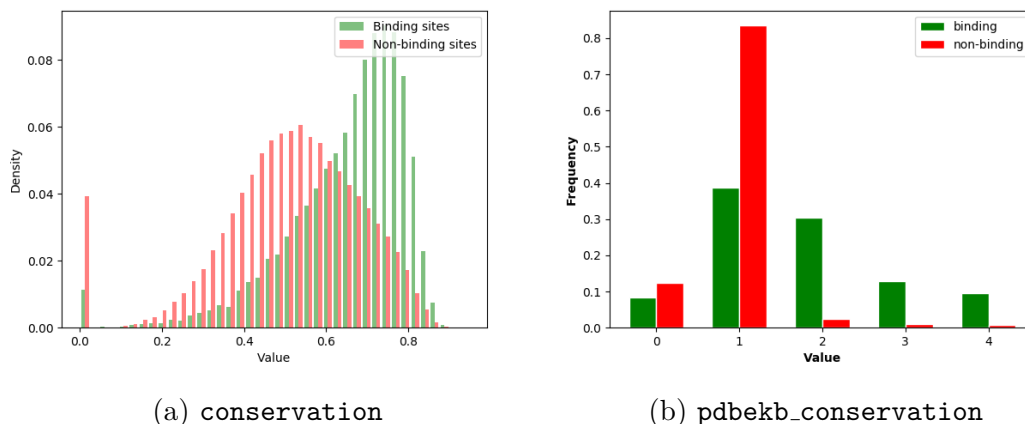 Binding sites
Non-binding sites
0.08
0.06
0.04
0.02
0.00
Density
0.0 0.2 0.4 0.6 0.8
Value
(a) conservation
binding
non-binding
0.8
0.7
0.6
0.5
0.4
0.3
0.2
0.1
0.0
Frequency
0 1 2 3 4
Value
(b) pdbekb_conservation